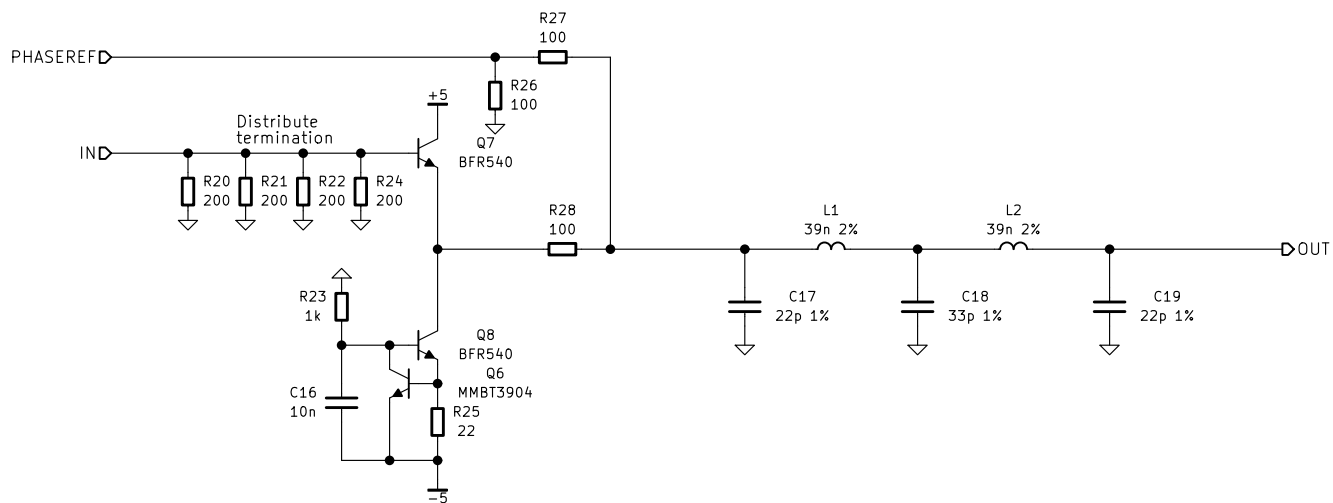 R27
100
PHASEREF
R26
100
+5
Distribute
termination
Q7
BFR540
IN
R20
200
R21
200
R22
200
R24
200
R28
100
L1
39n 2%
L2
39n 2%
OUT
R23
1k
C17
22p 1%
C18
33p 1%
C19
22p 1%
Q8
BFR540
Q6
MMBT3904
C16
10n
R25
22
-5